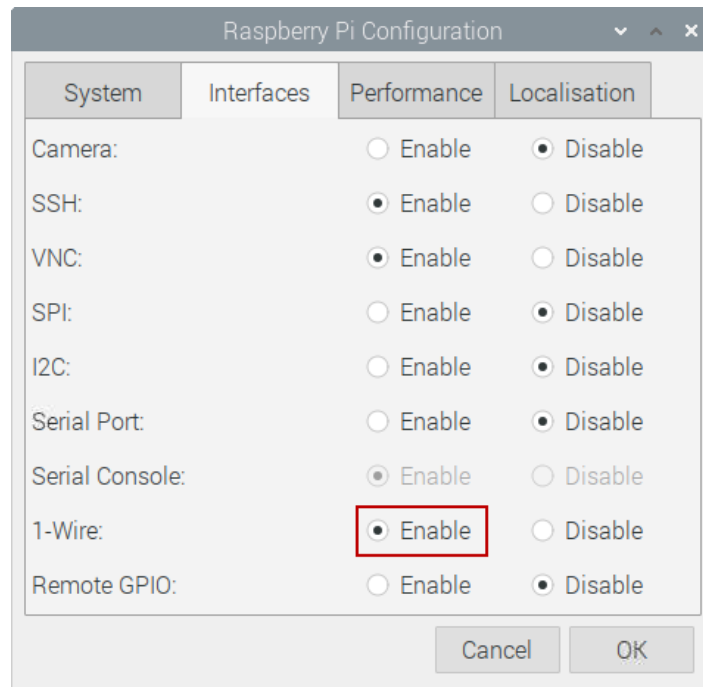 Raspberry Pi Configuration
System Interfaces Performance Localisation
Camera: Enable Disable
SSH: Enable Disable
VNC: Enable Disable
SPI: Enable Disable
I2C: Enable Disable
Serial Port: Enable Disable
Serial Console: Enable Disable
1-Wire: Enable Disable
Remote GPIO: Enable Disable
Cancel OK